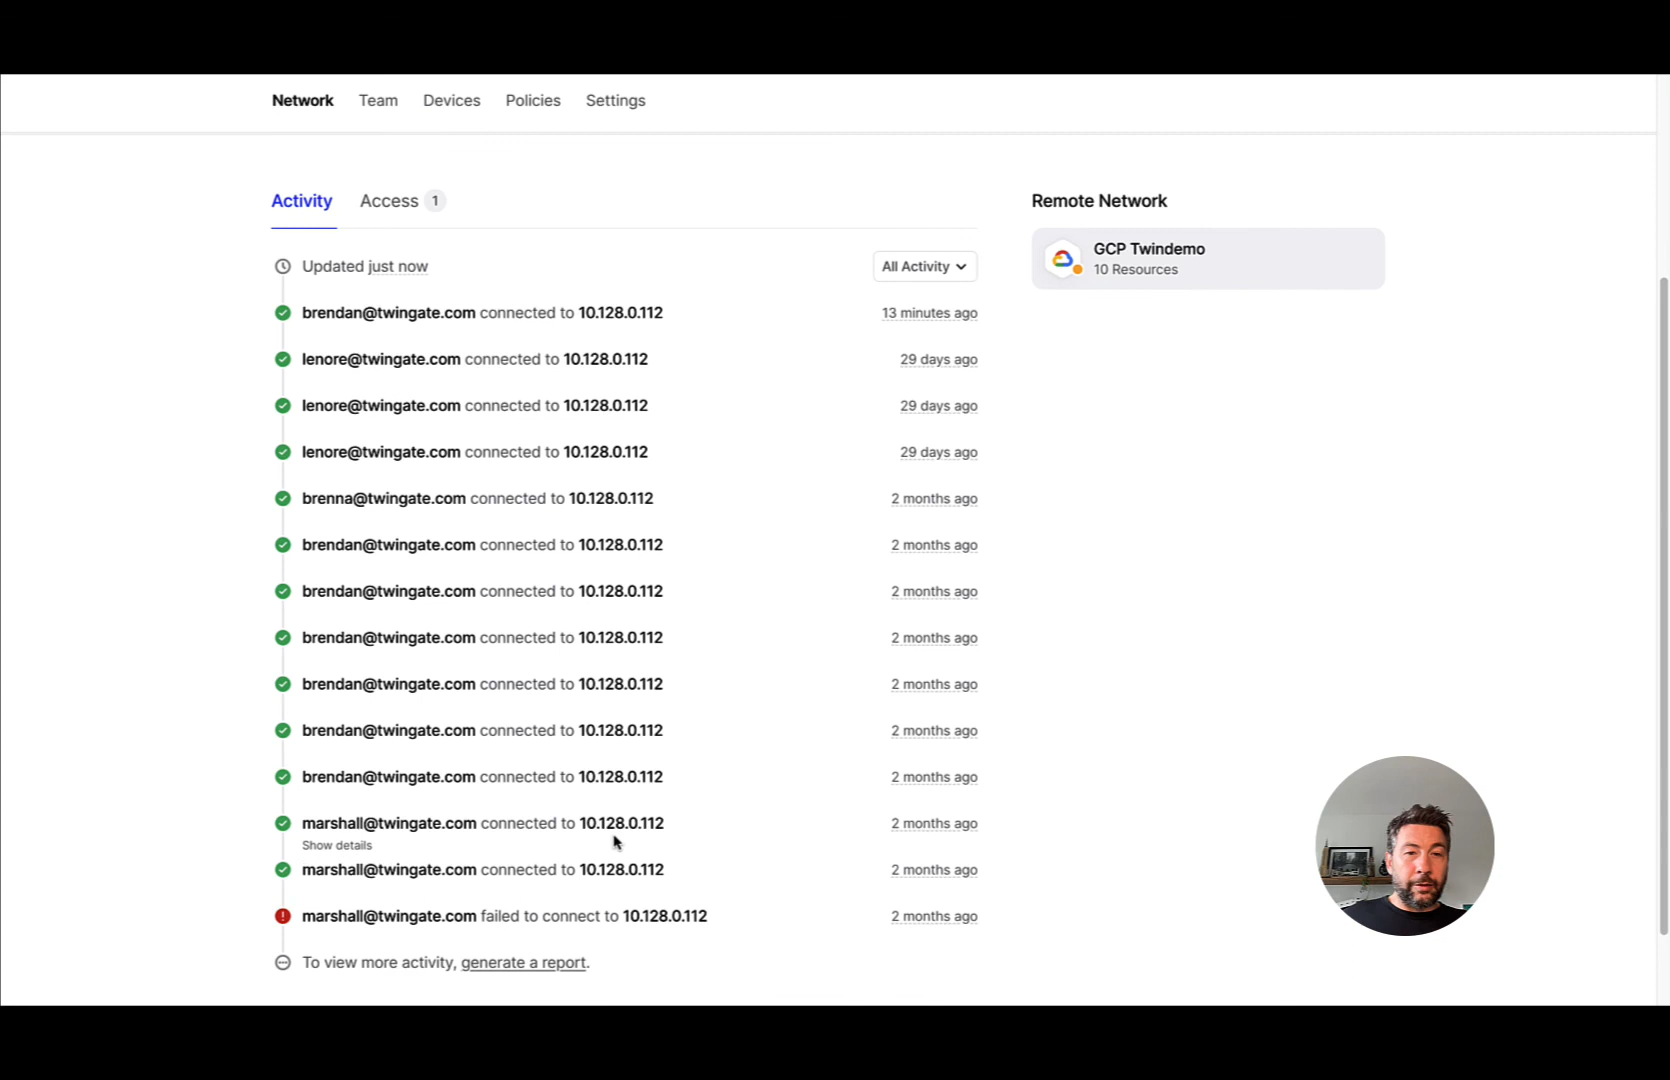 Network Team Devices Policies Settings
Activity Access 1
Remote Network
GCP Twindemo
10 Resources
Updated just now All Activity
brendan@twingate.com connected to 10.128.0.112 13 minutes ago
lenore@twingate.com connected to 10.128.0.112 29 days ago
lenore@twingate.com connected to 10.128.0.112 29 days ago
lenore@twingate.com connected to 10.128.0.112 29 days ago
brenna@twingate.com connected to 10.128.0.112 2 months ago
brendan@twingate.com connected to 10.128.0.112 2 months ago
brendan@twingate.com connected to 10.128.0.112 2 months ago
brendan@twingate.com connected to 10.128.0.112 2 months ago
brendan@twingate.com connected to 10.128.0.112 2 months ago
brendan@twingate.com connected to 10.128.0.112 2 months ago
brendan@twingate.com connected to 10.128.0.112 2 months ago
marshall@twingate.com connected to 10.128.0.112 2 months ago
Show details
marshall@twingate.com connected to 10.128.0.112 2 months ago
marshall@twingate.com failed to connect to 10.128.0.112 2 months ago
To view more activity, generate a report.